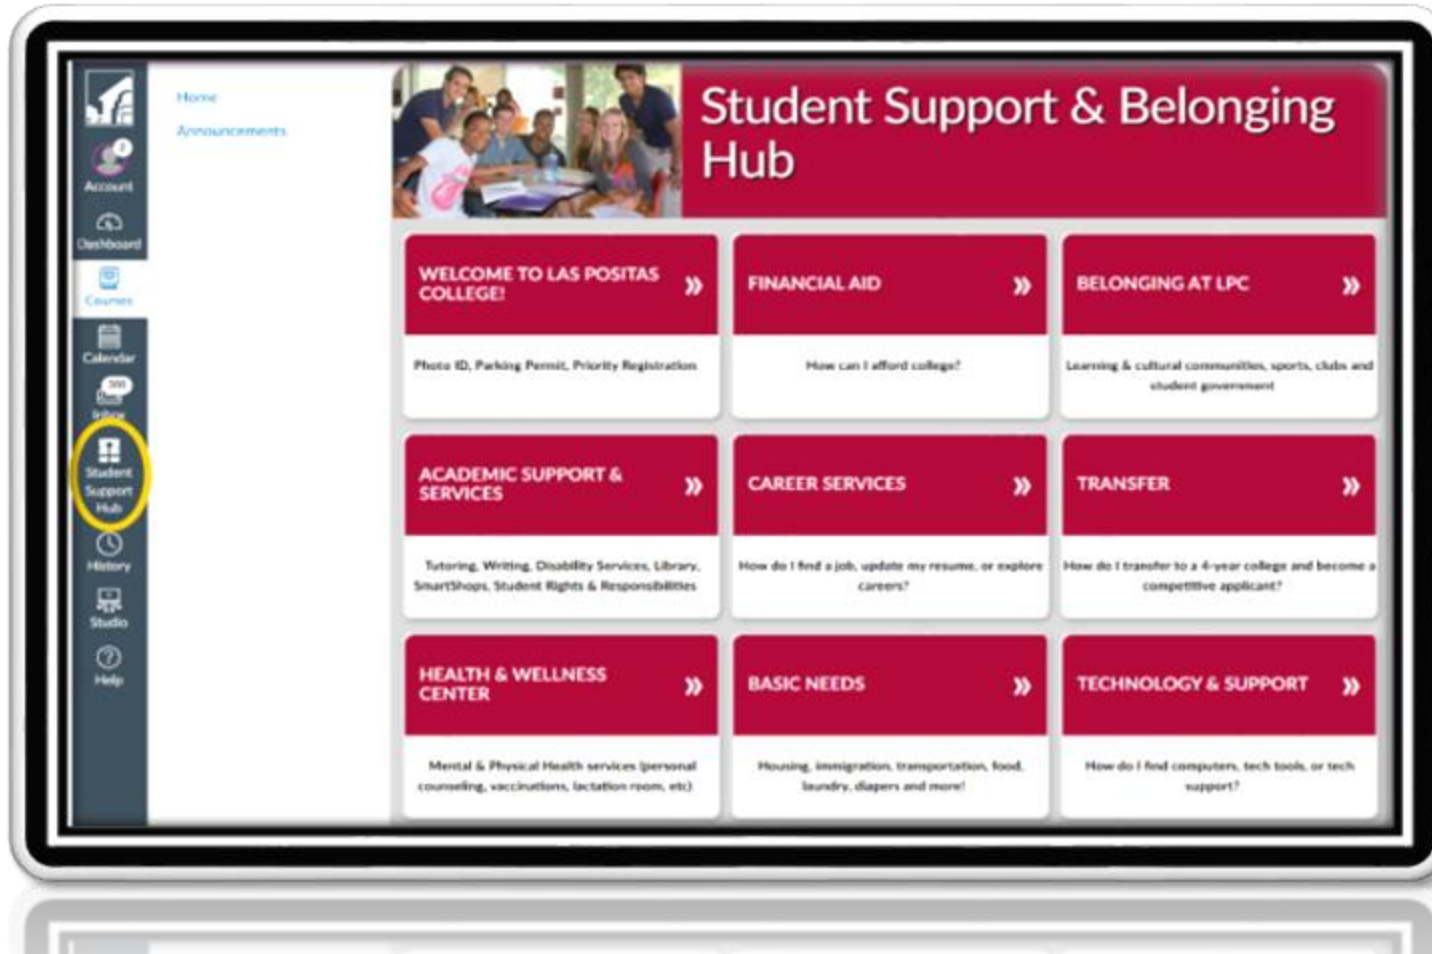 Home
Announcements
Account
Dashboard
Courses
Calendar
Inbox
Student
Support
Hub
History
Studio
Help
Student Support & Belonging
Hub
WELCOME TO LAS POSITAS
COLLEGE!
Photo ID, Parking Permit, Priority Registration
FINANCIAL AID
How can I afford college?
BELONGING AT LPC
Learning & cultural communities, sports, clubs and
student government
ACADEMIC SUPPORT &
SERVICES
Tutoring, Writing, Disability Services, Library,
SmartShops, Student Rights & Responsibilities
CAREER SERVICES
How do I find a job, update my resume, or explore
careers?
TRANSFER
How do I transfer to a 4-year college and become a
competitive applicant?
HEALTH & WELLNESS
CENTER
Mental & Physical Health services (personal
counseling, vaccinations, lactation room, etc)
BASIC NEEDS
Housing, immigration, transportation, food,
laundry, diapers and more!
TECHNOLOGY & SUPPORT
How do I find computers, tech tools, or tech
support?